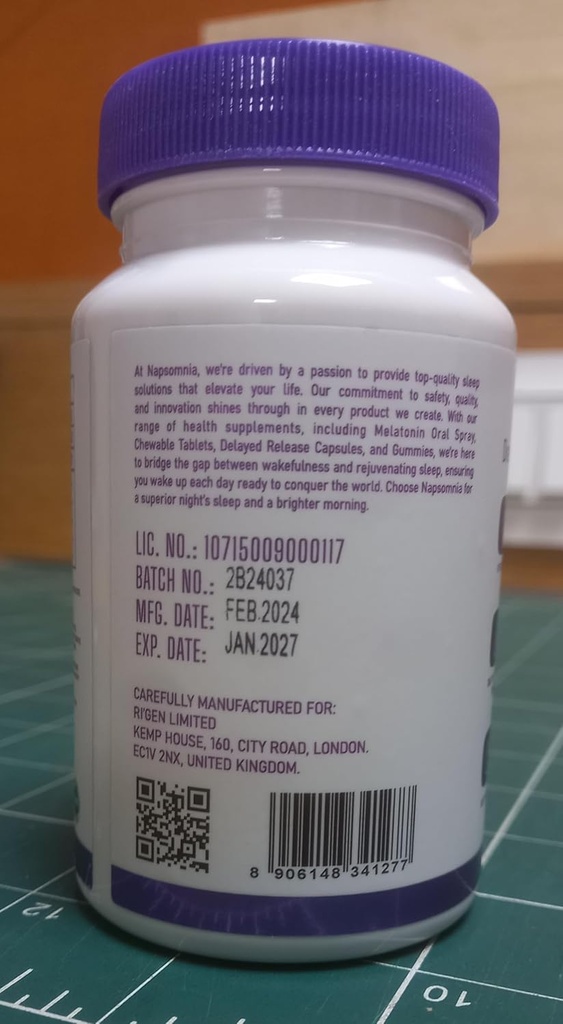 At Napsomnia, we're driven by a passion to provide top-quality sleep
solutions that elevate your life. Our commitment to safety, quality,
and innovation shines through in every product we create. With our
range of health supplements, including Melatonin Oral Spray,
Chewable Tablets, Delayed Release Capsules, and Gummies, we're here
to bridge the gap between wakefulness and rejuvenating sleep, ensuring
you wake up each day ready to conquer the world. Choose Napsomnia for
a superior night's sleep and a brighter morning.
LIC. NO.: 10715009000117
BATCH NO.: 2B24037
MFG. DATE: FEB.2024
EXP. DATE: JAN.2027
CAREFULLY MANUFACTURED FOR:
RI'GEN LIMITED
KEMP HOUSE, 160, CITY ROAD, LONDON.
EC1V 2NX, UNITED KINGDOM.
8 906148 341277
12
10